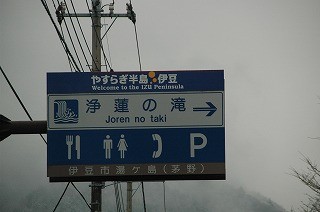 やすらぎ半島 伊豆
Welcome to the IZU Peninsula
浄蓮の滝
Joren no taki
P
伊豆市湯ヶ島(茅野)